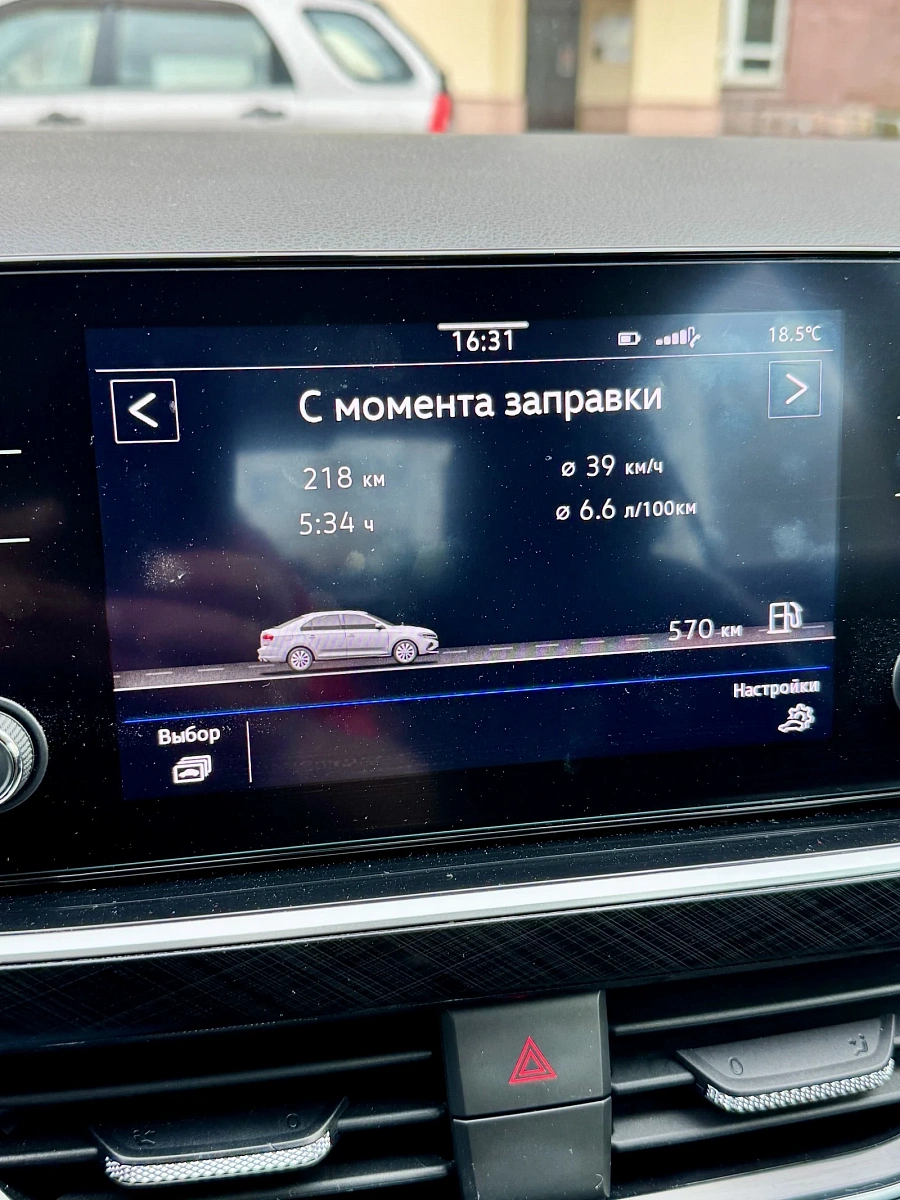 16:31
18.5°C
С момента заправки
218 км
ø 39 км/ч
5:34 ч
ø 6.6 л/100км
570 км
Настройки
Выбор